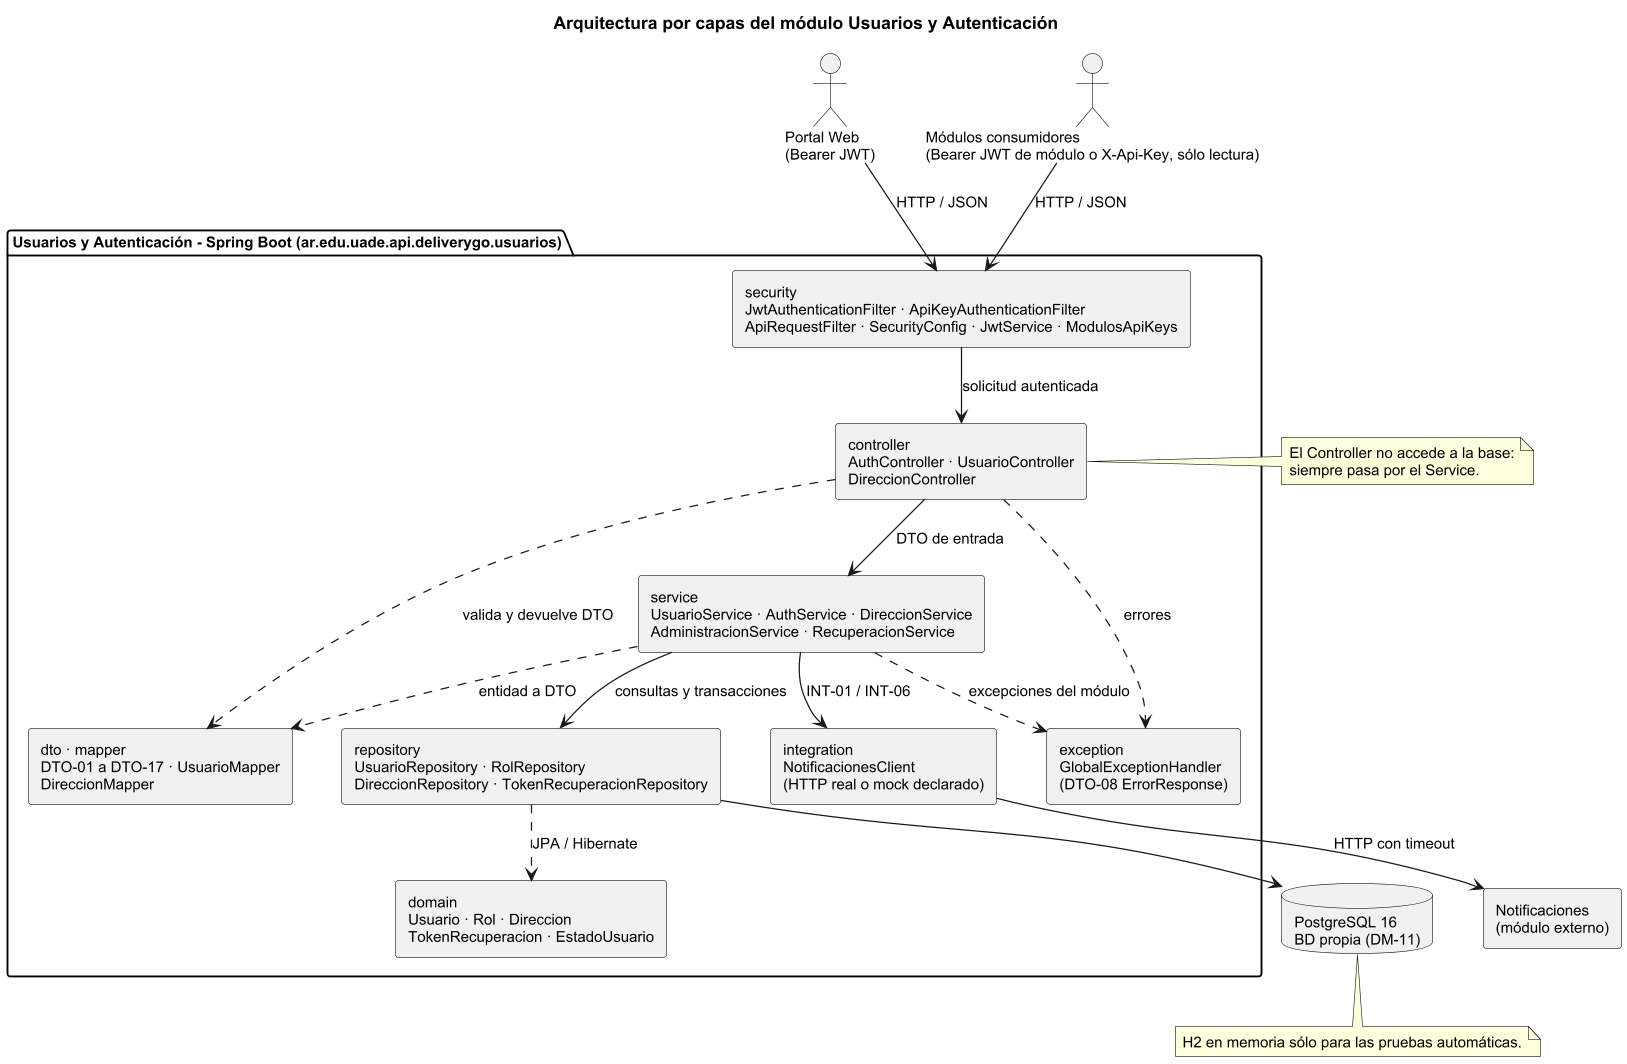 Arquitectura por capas del módulo Usuarios y Autenticación
Portal Web
(Bearer JWT)
Módulos consumidores
(Bearer JWT de módulo o X-Api-Key, sólo lectura)
HTTP / JSON
HTTP / JSON
Usuarios y Autenticación - Spring Boot (ar.edu.uade.api.deliverygo.usuarios)
security
JwtAuthenticationFilter · ApiKeyAuthenticationFilter
ApiRequestFilter · SecurityConfig · JwtService · ModulosApiKeys
solicitud autenticada
controller
AuthController · UsuarioController
DireccionController
El Controller no accede a la base:
siempre pasa por el Service.
DTO de entrada
service
UsuarioService · AuthService · DireccionService
AdministracionService · RecuperacionService
valida y devuelve DTO
errores
entidad a DTO
consultas y transacciones
INT-01 / INT-06
excepciones del módulo
dto · mapper
DTO-01 a DTO-17 · UsuarioMapper
DireccionMapper
repository
UsuarioRepository · RolRepository
DireccionRepository · TokenRecuperacionRepository
integration
NotificacionesClient
(HTTP real o mock declarado)
exception
GlobalExceptionHandler
(DTO-08 ErrorResponse)
JPA / Hibernate
HTTP con timeout
domain
Usuario · Rol · Direccion
TokenRecuperacion · EstadoUsuario
PostgreSQL 16
BD propia (DM-11)
Notificaciones
(módulo externo)
H2 en memoria sólo para las pruebas automáticas.